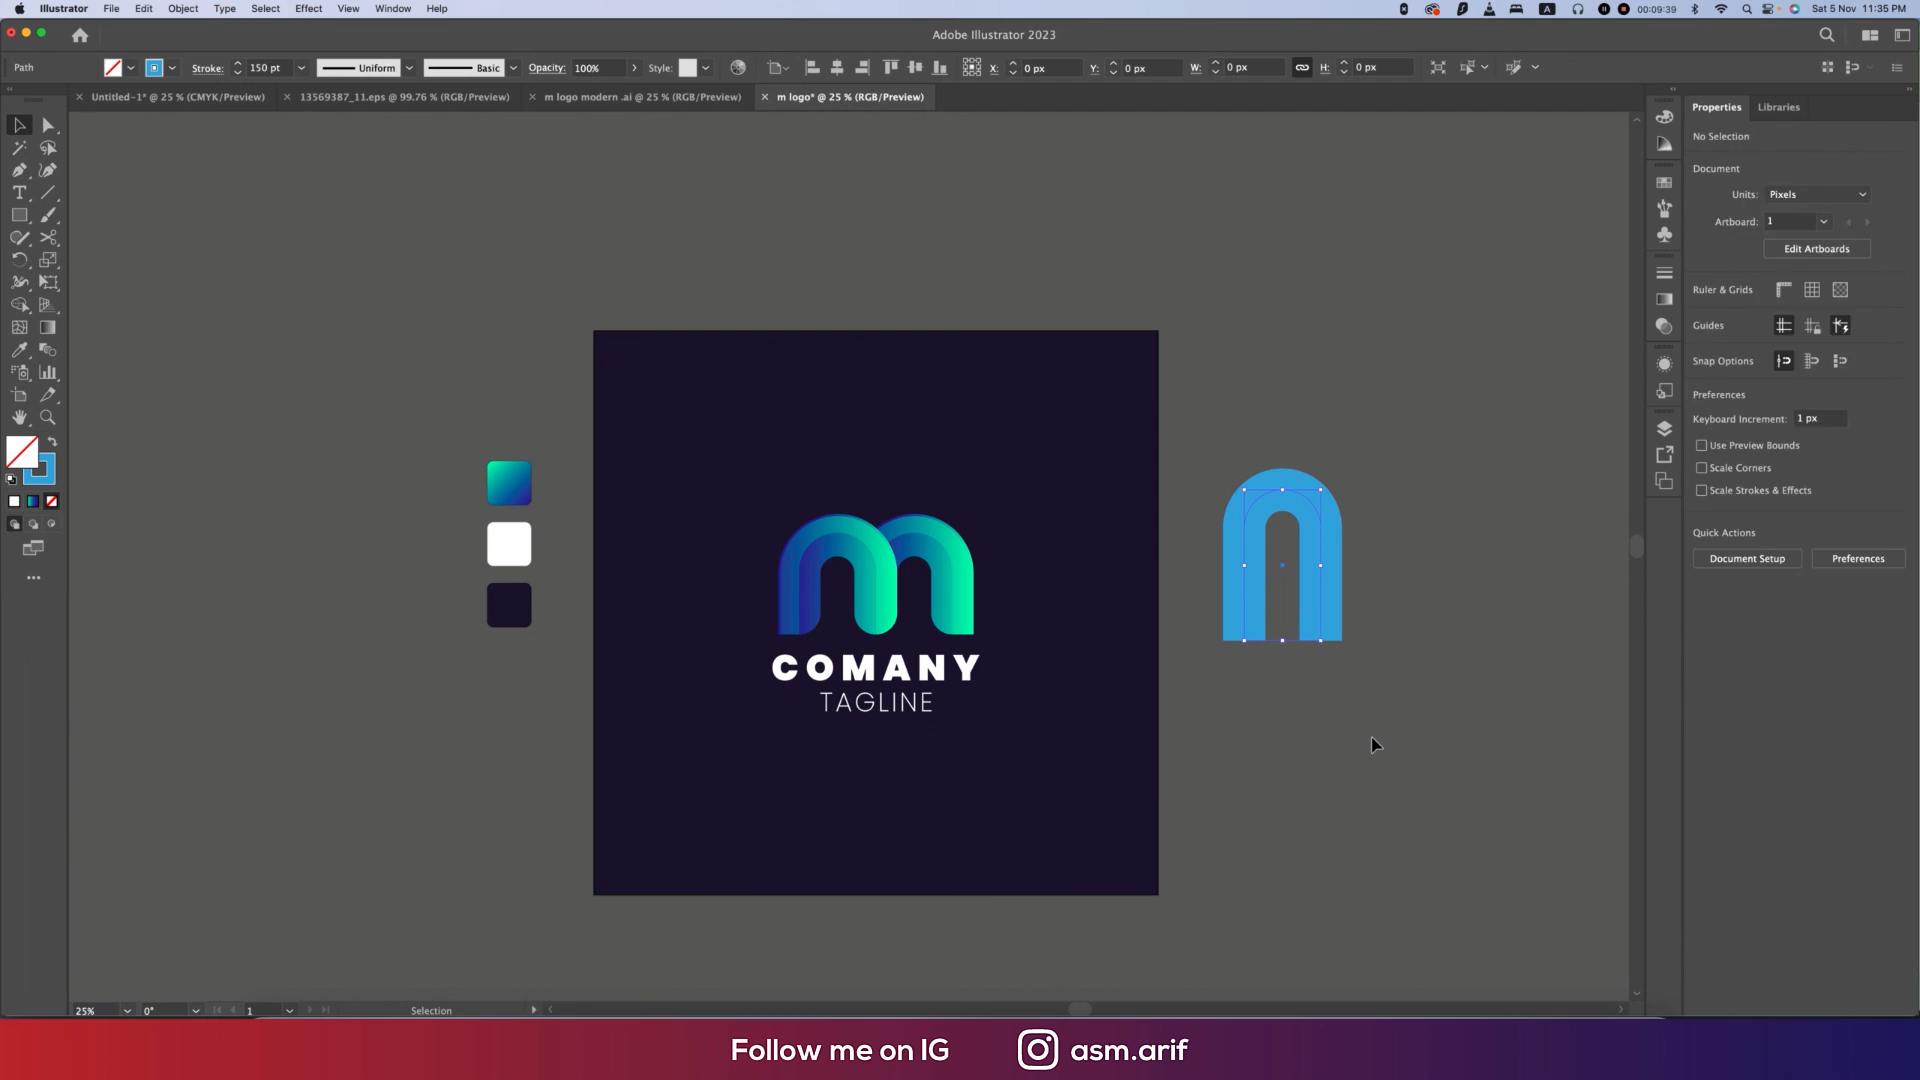 Illustrator File Edit Object Type Select Effect View Window Help
A 00:09:39 Sat 5 Nov 11:35 PM
Adobe Illustrator 2023
Path Stroke: 150 pt Uniform Basic Opacity: 100% Style: X: 0 px Y: 0 px W: 0 px H: 0 px
Untitled-1* @ 25 % (CMYK/Preview) 13569387_11.eps @ 99.76 % (RGB/Preview) m logo modern .ai @ 25 % (RGB/Preview) m logo* @ 25 % (RGB/Preview)
Properties Libraries
No Selection
Document
Units: Pixels
Artboard: 1
Edit Artboards
Ruler & Grids
Guides
Snap Options
Preferences
Keyboard Increment: 1 px
Use Preview Bounds
Scale Corners
Scale Strokes & Effects
Quick Actions
Document Setup Preferences
m
COMANY
TAGLINE
25% 0° 1 Selection
Follow me on IG asm.arif